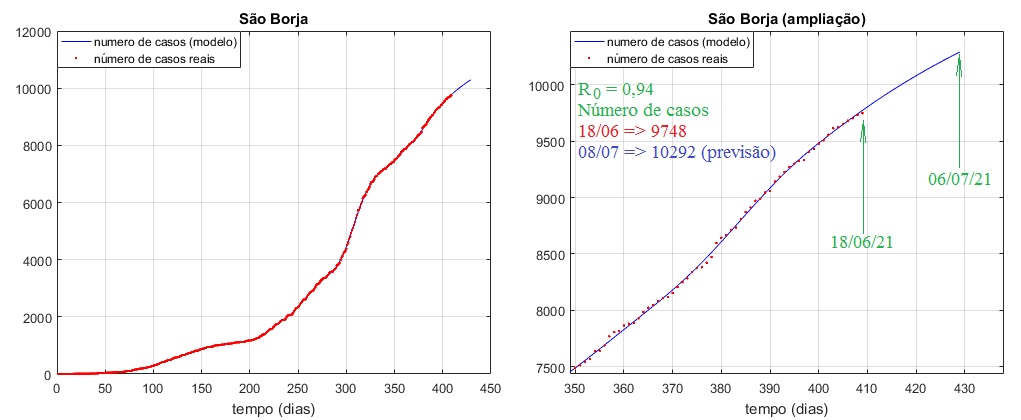 São Borja
numero de casos (modelo)
número de casos reais
12000
10000
8000
6000
4000
2000
0
0 50 100 150 200 250 300 350 400 450
tempo (dias)
São Borja (ampliação)
numero de casos (modelo)
número de casos reais
R0 = 0,94
Número de casos
18/06 => 9748
08/07 => 10292 (previsão)
06/07/21
18/06/21
10000
9500
9000
8500
8000
7500
350 360 370 380 390 400 410 420 430
tempo (dias)